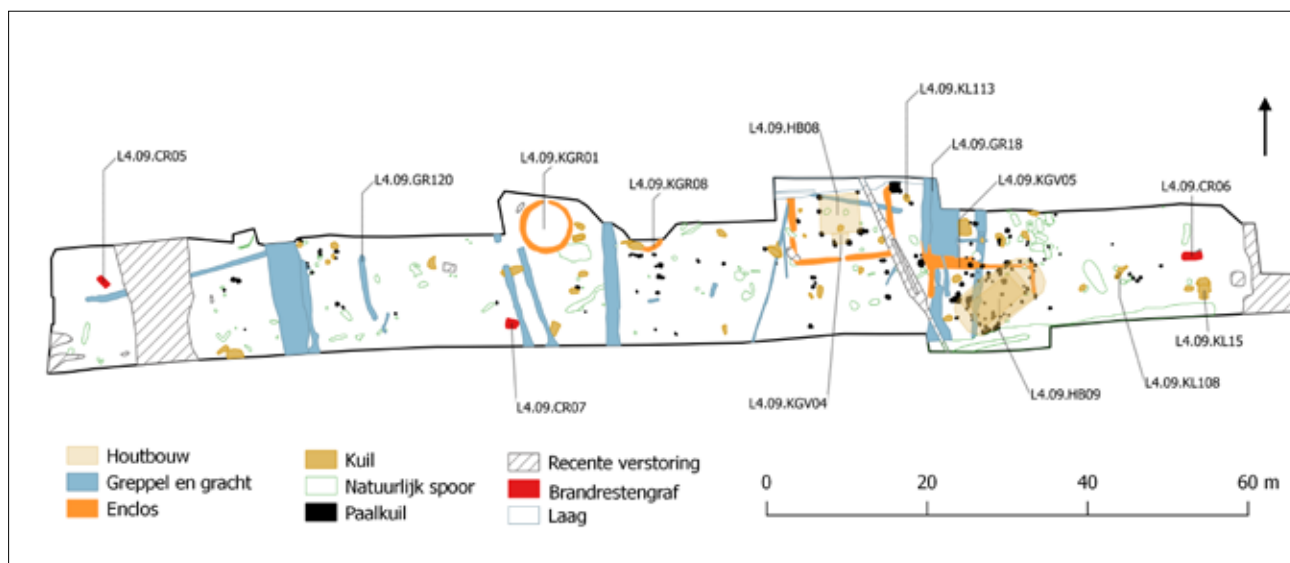 L4.09.KL113
L4.09.HB08
L4.09.GR18
L4.09.CR05
L4.09.KGR01
L4.09.KGR08
L4.09.KGV05
L4.09.GR120
L4.09.CR06
L4.09.KL15
L4.09.KL108
L4.09.HB09
L4.09.KGV04
L4.09.CR07
Houtbouw
Greppel en gracht
Enclos
Kuil
Natuurlijk spoor
Paalkuil
Recente verstoring
Brandrestengraf
Laag
0 20 40 60 m